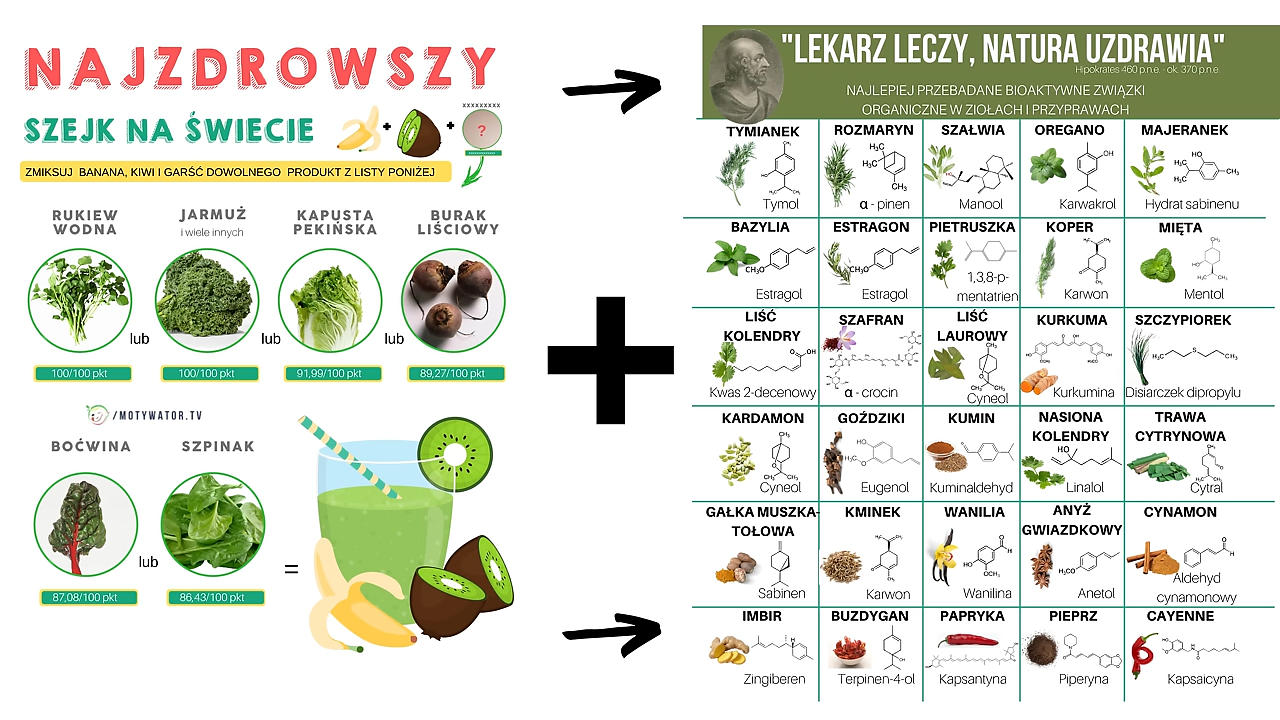 NAJZDROWSZY
SZEJK NA ŚWIECIE
+
+
xxxxxxxxx
?
ZMIKSUJ BANANA, KIWI I GARŚĆ DOWOLNEGO PRODUKT Z LISTY PONIŻEJ
RUKIEW
WODNA
JARMUŻ
i wiele innych
KAPUSTA
PEKIŃSKA
BURAK
LIŚCIOWY
lub
lub
lub
100/100 pkt
100/100 pkt
91,99/100 pkt
89,27/100 pkt
/MOTYWATOR.TV
BOĆWINA
SZPINAK
lub
=
87,08/100 pkt
86,43/100 pkt
"LEKARZ LECZY, NATURA UZDRAWIA"
Hipokrates 460 p.n.e. - ok. 370 p.n.e.
NAJLEPIEJ PRZEBADANE BIOAKTYWNE ZWIĄZKI
ORGANICZNE W ZIOŁACH I PRZYPRAWACH
TYMIANEK
Tymol
ROZMARYN
α - pinen
SZAŁWIA
Manool
OREGANO
Karwakrol
MAJERANEK
Hydrat sabinenu
BAZYLIA
Estragol
ESTRAGON
Estragol
PIETRUSZKA
1,3,8-p-
mentatrien
KOPER
Karwon
MIĘTA
Mentol
LIŚĆ
KOLENDRY
Kwas 2-decenowy
SZAFRAN
α - crocin
LIŚĆ
LAUROWY
Cyneol
KURKUMA
Kurkumina
SZCZYPIOREK
Disiarczek dipropylu
KARDAMON
Cyneol
GOŹDZIKI
Eugenol
KUMIN
Kuminaldehyd
NASIONA
KOLENDRY
Linalol
TRAWA
CYTRYNOWA
Cytral
GAŁKA MUSZKA-
TOŁOWA
Sabinen
KMINEK
Karwon
WANILIA
Wanilina
ANYŻ
GWIAZDKOWY
Anetol
CYNAMON
Aldehyd
cynamonowy
IMBIR
Zingiberen
BUZDYGAN
Terpinen-4-ol
PAPRYKA
Kapsantyna
PIEPRZ
Piperyna
CAYENNE
Kapsaicyna